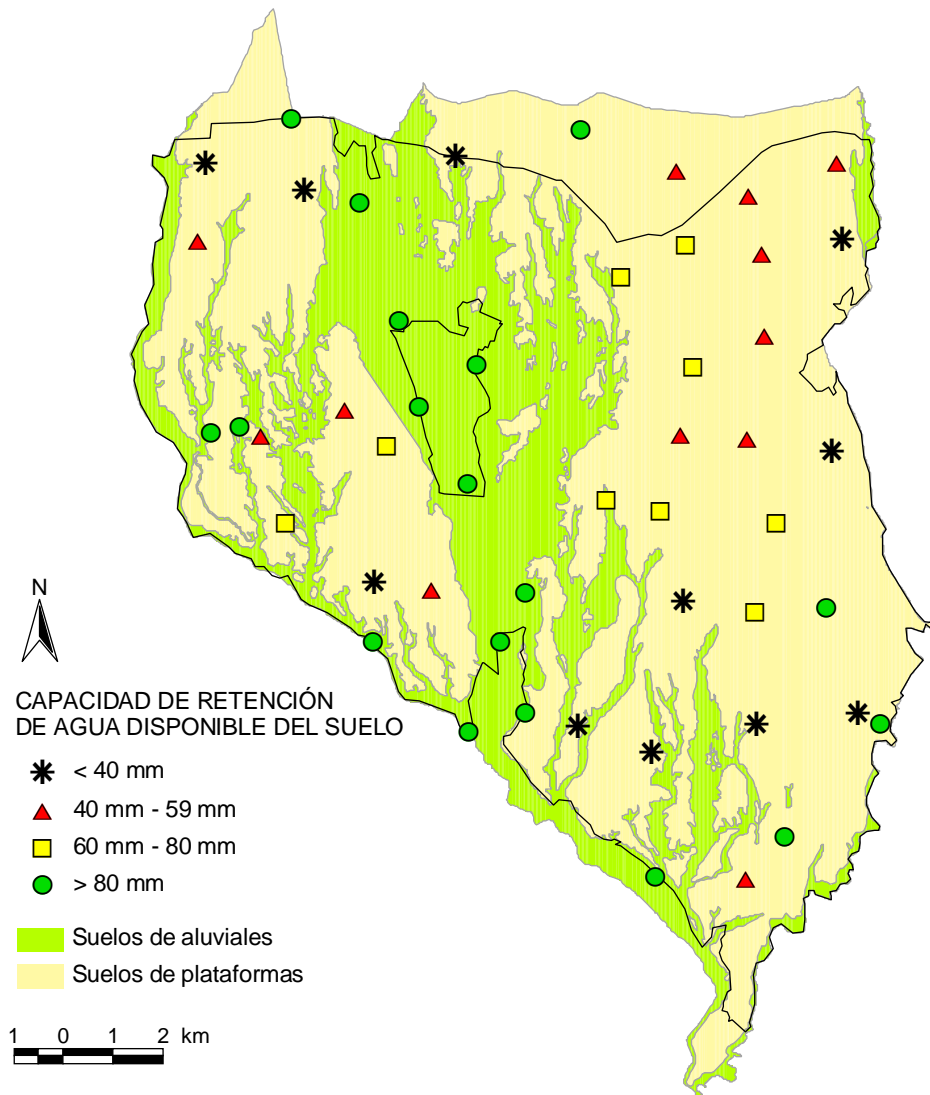 N
CAPACIDAD DE RETENCIÓN
DE AGUA DISPONIBLE DEL SUELO
< 40 mm
40 mm - 59 mm
60 mm - 80 mm
> 80 mm
Suelos de aluviales
Suelos de plataformas
1 0 1 2 km